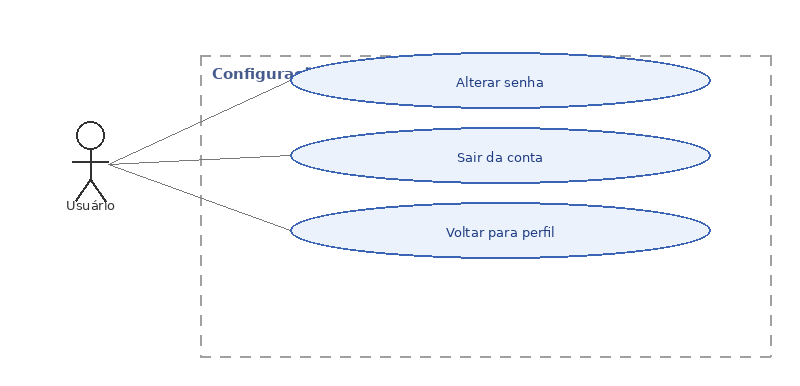 Alterar senha
Sair da conta
Voltar para perfil
Usuário